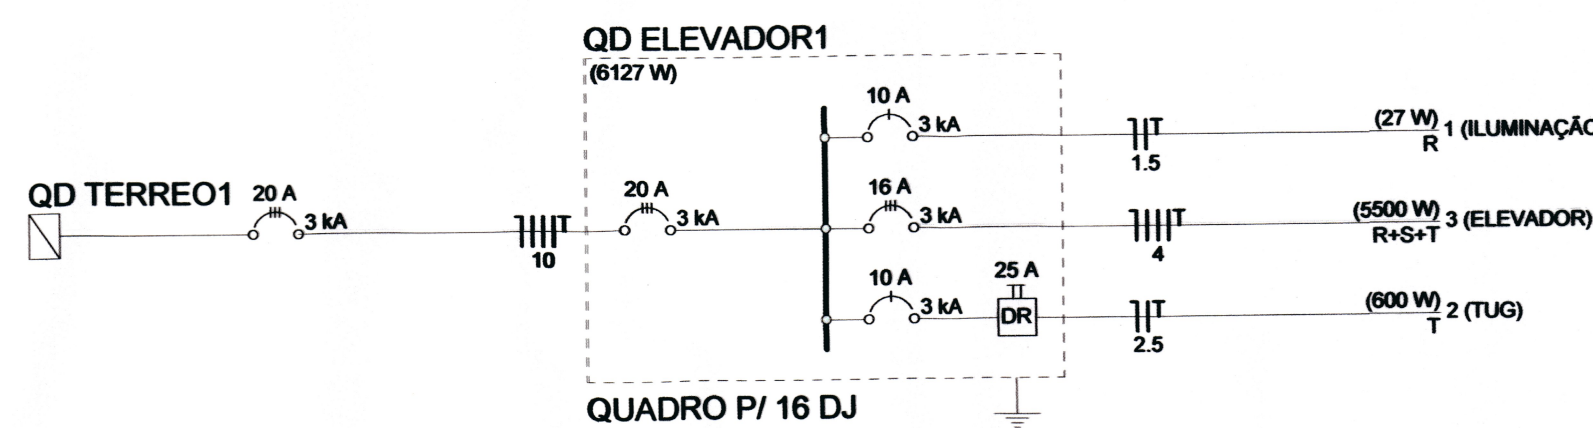 QD ELEVADOR1
(6127 W)
10 A
3 kA
T
1.5
(27 W)
R
1 (ILUMINAÇÃO
QD TERREO1
20 A
3 kA
T
10
20 A
3 kA
16 A
3 kA
T
4
(5500 W)
R+S+T
3 (ELEVADOR)
10 A
3 kA
25 A
DR
T
2.5
(600 W)
T
2 (TUG)
QUADRO P/ 16 DJ